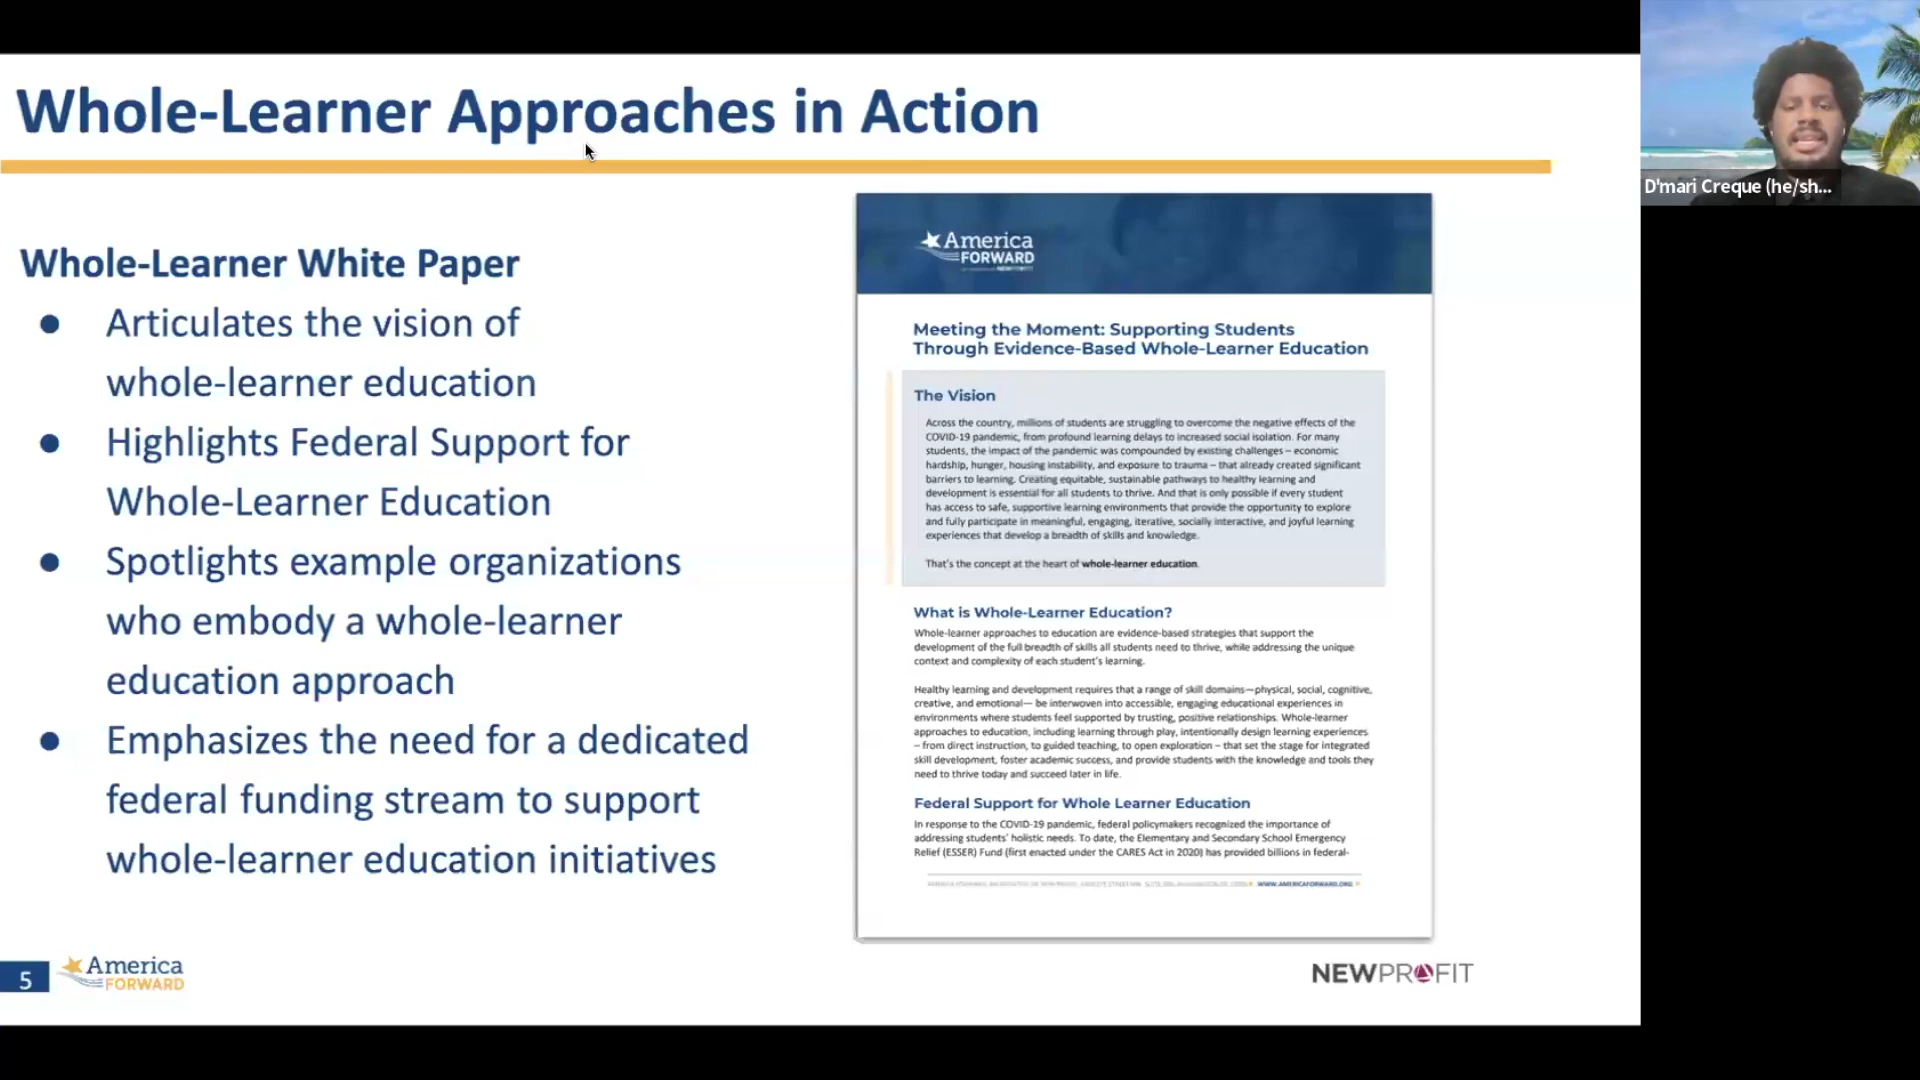 Whole-Learner Approaches in Action
Whole-Learner White Paper
● Articulates the vision of
whole-learner education
● Highlights Federal Support for
Whole-Learner Education
● Spotlights example organizations
who embody a whole-learner
education approach
● Emphasizes the need for a dedicated
federal funding stream to support
whole-learner education initiatives
5
America
FORWARD
America
FORWARD
NEWPROFIT
Meeting the Moment: Supporting Students
Through Evidence-Based Whole-Learner Education
The Vision
Across the country, millions of students are struggling to overcome the negative effects of the
COVID-19 pandemic, from profound learning delays to increased social isolation. For many
students, the impact of the pandemic was compounded by existing challenges – economic
hardship, hunger, housing instability, and exposure to trauma – that already created significant
barriers to learning. Creating equitable, sustainable pathways to healthy learning and
development is essential for all students to thrive. And that is only possible if every student
has access to safe, supportive learning environments that provide the opportunity to explore
and fully participate in meaningful, engaging, iterative, socially interactive, and joyful learning
experiences that develop a breadth of skills and knowledge.
That's the concept at the heart of whole-learner education.
What is Whole-Learner Education?
Whole-learner approaches to education are evidence-based strategies that support the
development of the full breadth of skills all students need to thrive, while addressing the unique
context and complexity of each student's learning.
Healthy learning and development requires that a range of skill domains—physical, social, cognitive,
creative, and emotional— be interwoven into accessible, engaging educational experiences in
environments where students feel supported by trusting, positive relationships. Whole-learner
approaches to education, including learning through play, intentionally design learning experiences
– from direct instruction, to guided teaching, to open exploration – that set the stage for integrated
skill development, foster academic success, and provide students with the knowledge and tools they
need to thrive today and succeed later in life.
Federal Support for Whole Learner Education
In response to the COVID-19 pandemic, federal policymakers recognized the importance of
addressing students' holistic needs. To date, the Elementary and Secondary School Emergency
Relief (ESSER) Fund (first enacted under the CARES Act in 2020) has provided billions in federal-
WWW.AMERICAFORWARD.ORG
NEWPROFIT
D'mari Creque (he/sh...